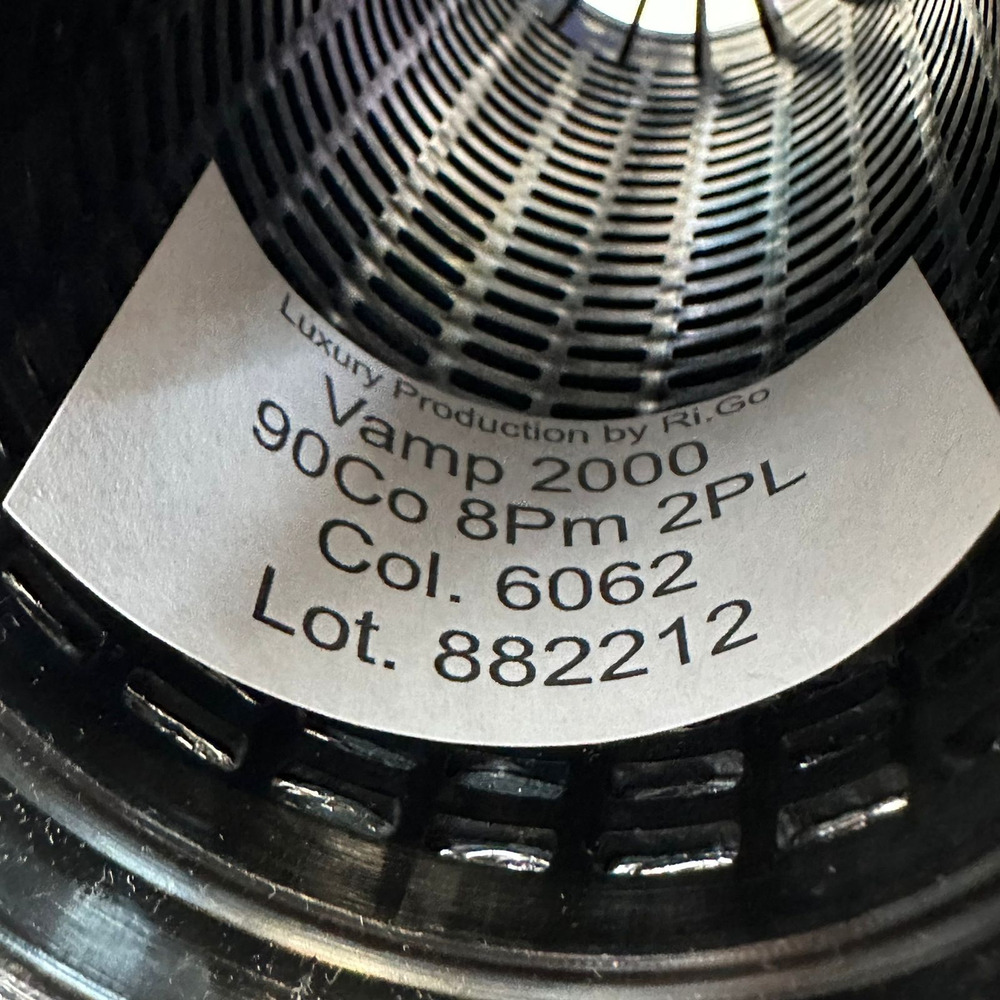 Luxury Production by Ri.Go
Vamp 2000
90Co 8Pm 2PL
Col. 6062
Lot. 882212